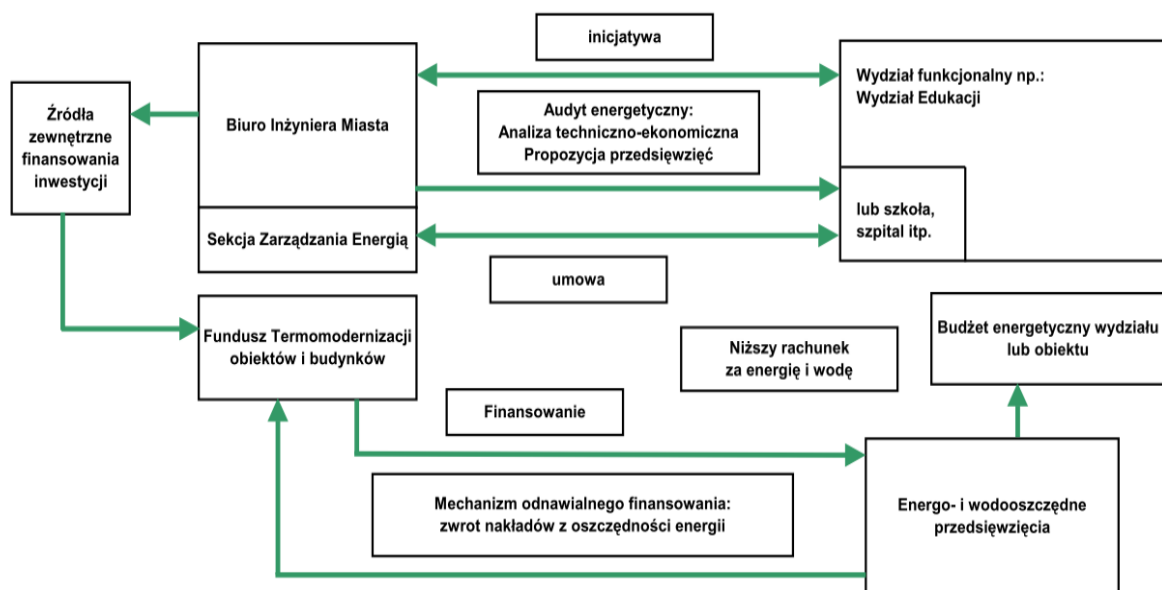 inicjatywa
Źródła
zewnętrzne
finansowania
inwestycji
Biuro Inżyniera Miasta
Sekcja Zarządzania Energią
Audyt energetyczny:
Analiza techniczno-ekonomiczna
Propozycja przedsięwzięć
Wydział funkcjonalny np.:
Wydział Edukacji
lub szkoła,
szpital itp.
umowa
Fundusz Termomodernizacji
obiektów i budynków
Niższy rachunek
za energię i wodę
Budżet energetyczny wydziału
lub obiektu
Finansowanie
Mechanizm odnawialnego finansowania:
zwrot nakładów z oszczędności energii
Energo- i wodooszczędne
przedsięwzięcia